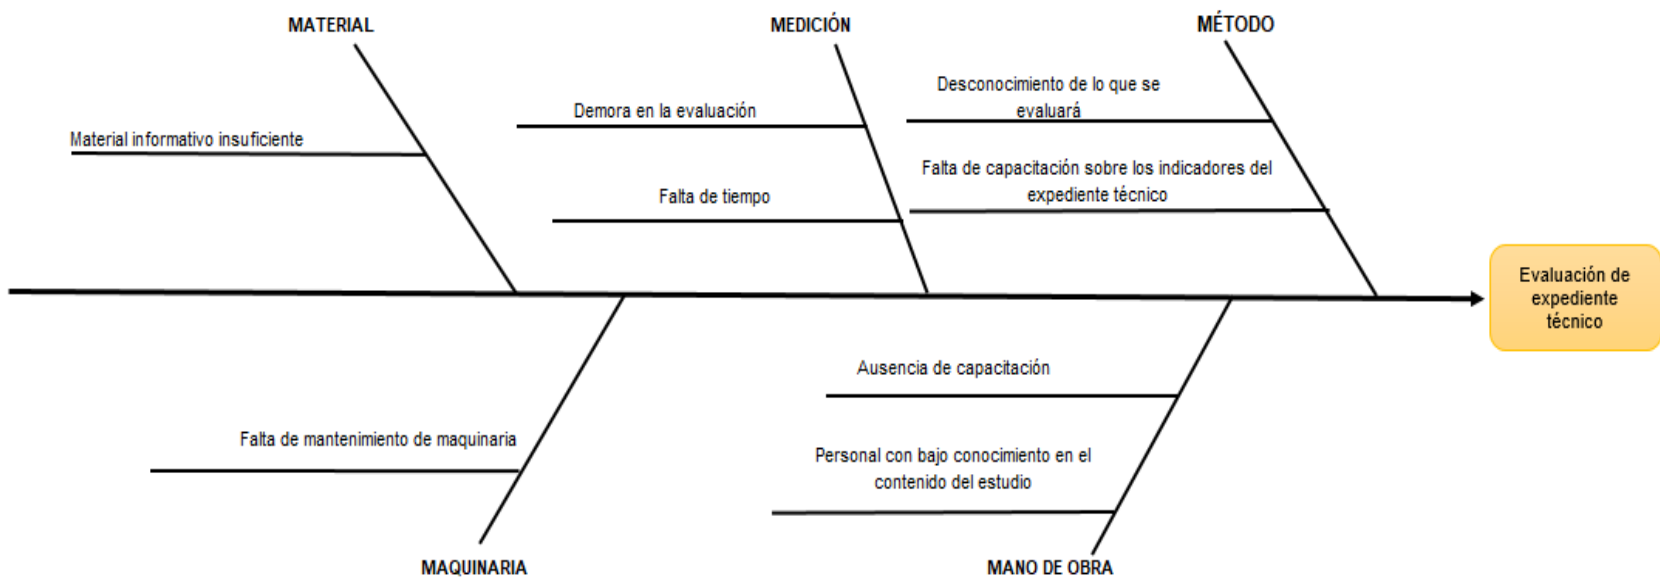 MATERIAL
MEDICIÓN
MÉTODO
Desconocimiento de lo que se
evaluará
Demora en la evaluación
Material informativo insuficiente
Falta de capacitación sobre los indicadores del
expediente técnico
Falta de tiempo
Evaluación de
expediente
técnico
Ausencia de capacitación
Falta de mantenimiento de maquinaria
Personal con bajo conocimiento en el
contenido del estudio
MAQUINARIA
MANO DE OBRA